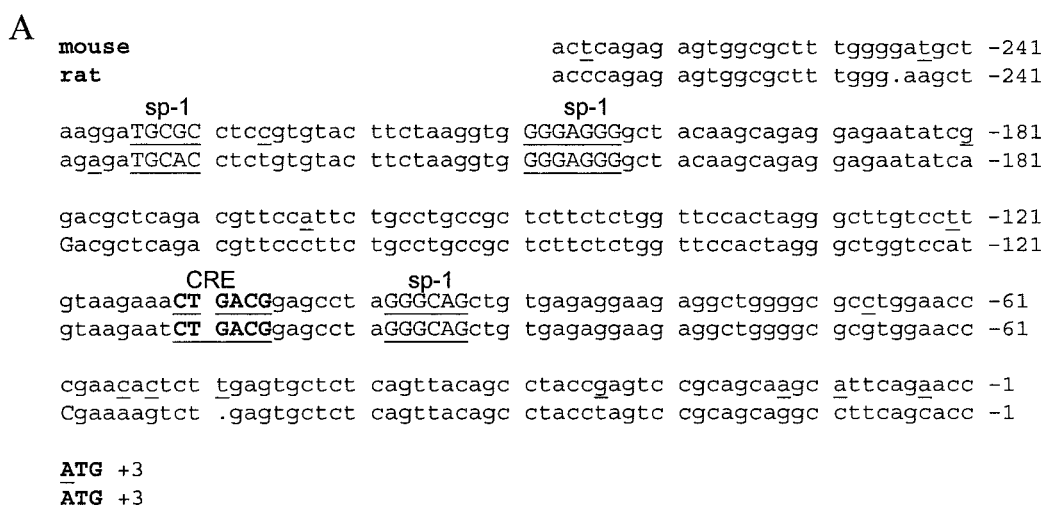 A
mouse actcagag agtggcgctt tggggatgct -241
rat acccagag agtggcgctt tggg.aagct -241
sp-1 sp-1
aaggaTGCGC ctccgtgtac ttctaaggtg GGGAGGGgct acaagcagag gagaatatcg -181
agagaTGCAC ctctgtgtac ttctaaggtg GGGAGGGgct acaagcagag gagaatatca -181
gacgctcaga cgttccattc tgcctgccgc tcttctctgg ttccactagg gcttgtcctt -121
Gacgctcaga cgttcccttc tgcctgccgc tcttctctgg ttccactagg gctggtccat -121
CRE sp-1
gtaagaaaCT GACGgagcct aGGGCAGctg tgagaggaag aggctggggc gcctggaacc -61
gtaagaatCT GACGgagcct aGGGCAGctg tgagaggaag aggctggggc gcgtggaacc -61
cgaacactct tgagtgctct cagttacagc ctaccgagtc cgcagcaagc attcagaacc -1
Cgaaaagtct .gagtgctct cagttacagc ctacctagtc cgcagcaggc cttcagcacc -1
ATG +3
ATG +3